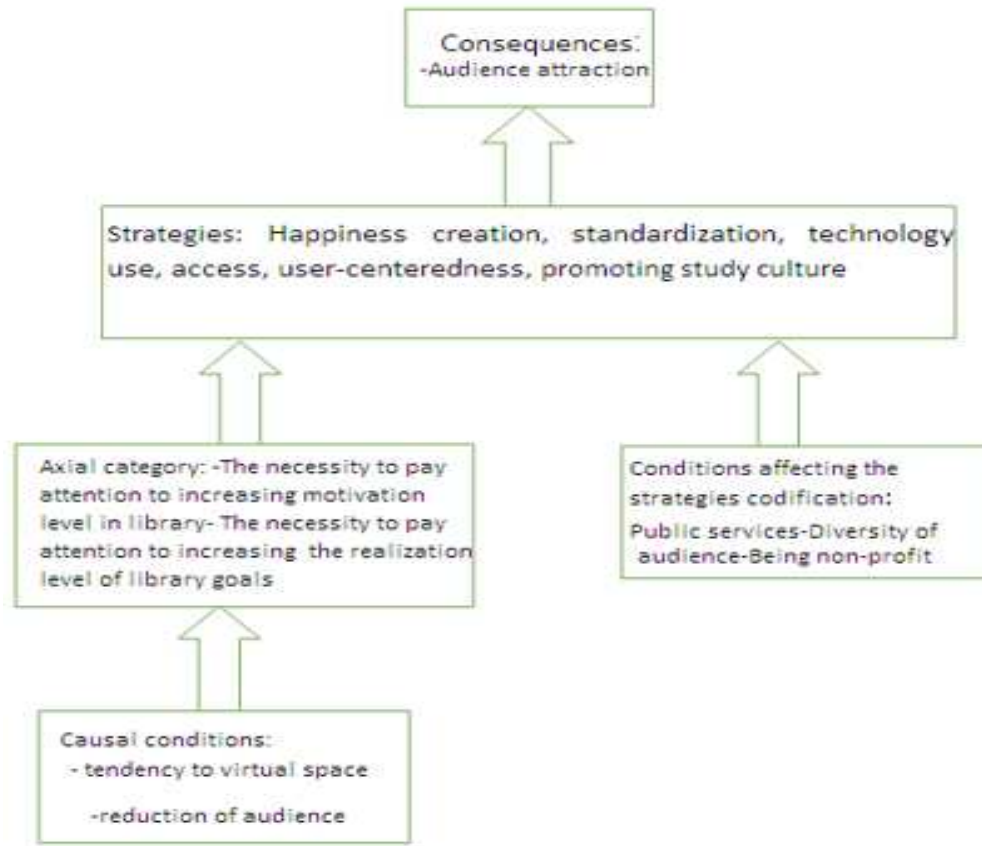 Consequences:
-Audience attraction
Strategies: Happiness creation, standardization, technology
use, access, user-centeredness, promoting study culture
Axial category: -The necessity to pay
attention to increasing motivation
level in library- The necessity to pay
attention to increasing the realization
level of library goals
Conditions affecting the
strategies codification:
Public services-Diversity of
audience-Being non-profit
Causal conditions:
- tendency to virtual space
-reduction of audience